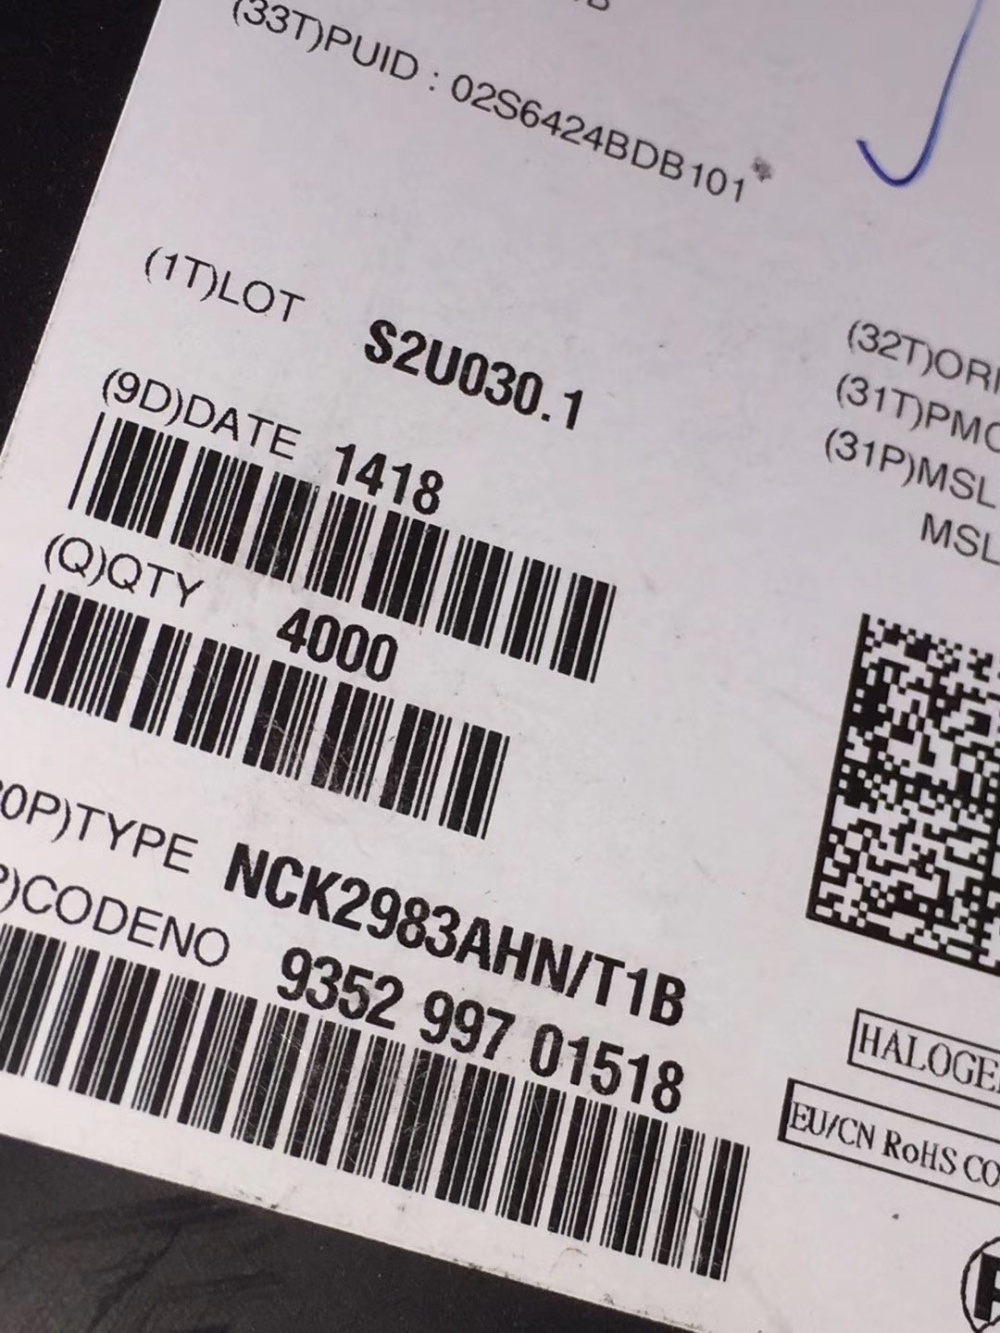 (33T)PUID : 02S6424BDB101
(1T)LOT S2U030.1
(9D)DATE 1418
(Q)QTY 4000
0P)TYPE NCK2983AHN/T1B
)CODENO 9352 997 01518
(32T)ORI
(31T)PMC
(31P)MSL
MSL
HALOGE
EU/CN RoHS CO